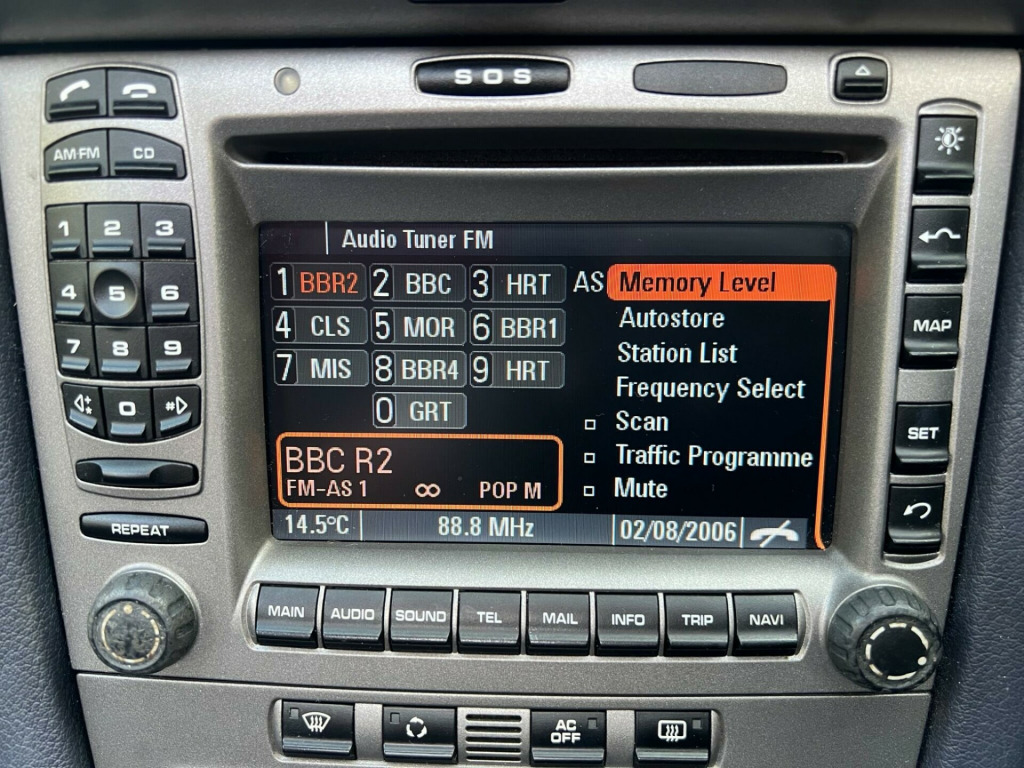 SOS
AM·FM CD
1 2 3
4 5 6
7 8 9
0 #
REPEAT
Audio Tuner FM
1 BBR2 2 BBC 3 HRT AS
4 CLS 5 MOR 6 BBR1
7 MIS 8 BBR4 9 HRT
0 GRT
BBC R2
FM-AS 1 ∞ POP M
Memory Level
Autostore
Station List
Frequency Select
Scan
Traffic Programme
Mute
14.5°C 88.8 MHz 02/08/2006
MAP
SET
MAIN AUDIO SOUND TEL MAIL INFO TRIP NAVI
AC
OFF